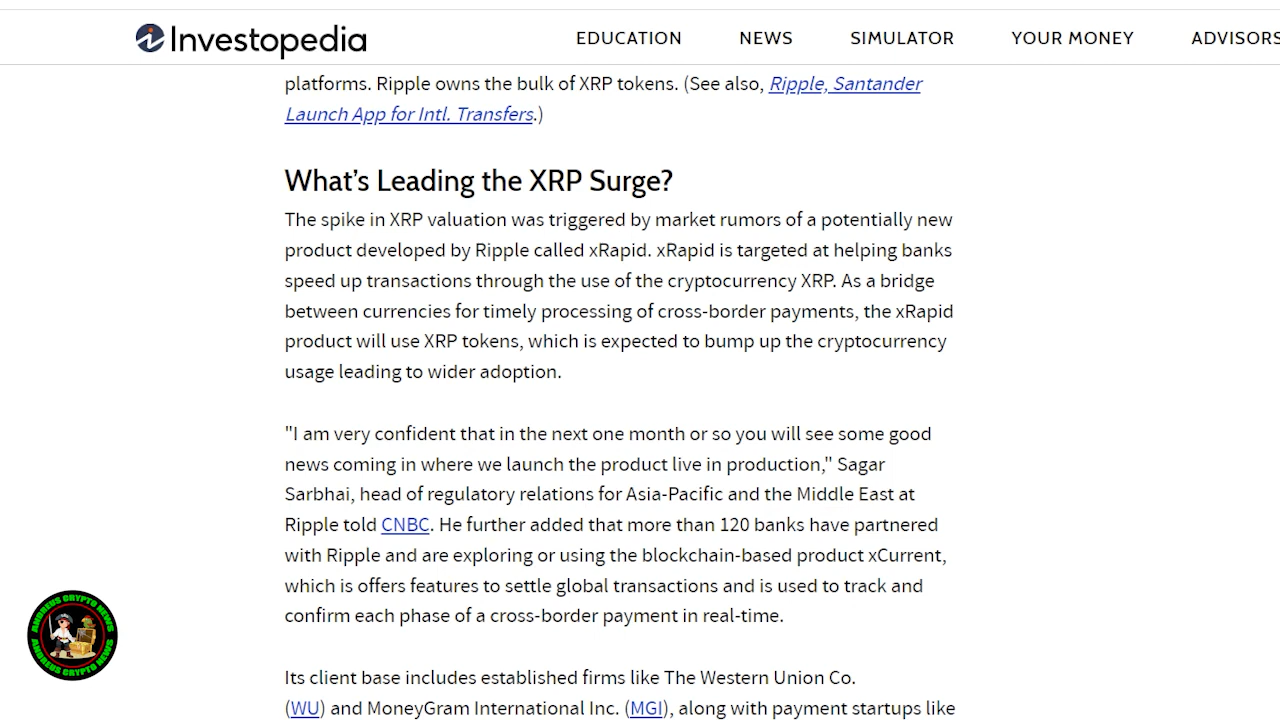 Investopedia
EDUCATION NEWS SIMULATOR YOUR MONEY ADVISORS
platforms. Ripple owns the bulk of XRP tokens. (See also, Ripple, Santander
Launch App for Intl. Transfers.)
What's Leading the XRP Surge?
The spike in XRP valuation was triggered by market rumors of a potentially new
product developed by Ripple called xRapid. xRapid is targeted at helping banks
speed up transactions through the use of the cryptocurrency XRP. As a bridge
between currencies for timely processing of cross-border payments, the xRapid
product will use XRP tokens, which is expected to bump up the cryptocurrency
usage leading to wider adoption.
"I am very confident that in the next one month or so you will see some good
news coming in where we launch the product live in production," Sagar
Sarbhai, head of regulatory relations for Asia-Pacific and the Middle East at
Ripple told CNBC. He further added that more than 120 banks have partnered
with Ripple and are exploring or using the blockchain-based product xCurrent,
which is offers features to settle global transactions and is used to track and
confirm each phase of a cross-border payment in real-time.
Its client base includes established firms like The Western Union Co.
(WU) and MoneyGram International Inc. (MGI), along with payment startups like
ANDREUS CRYPTO NEWS
ANDREUS CRYPTO NEWS